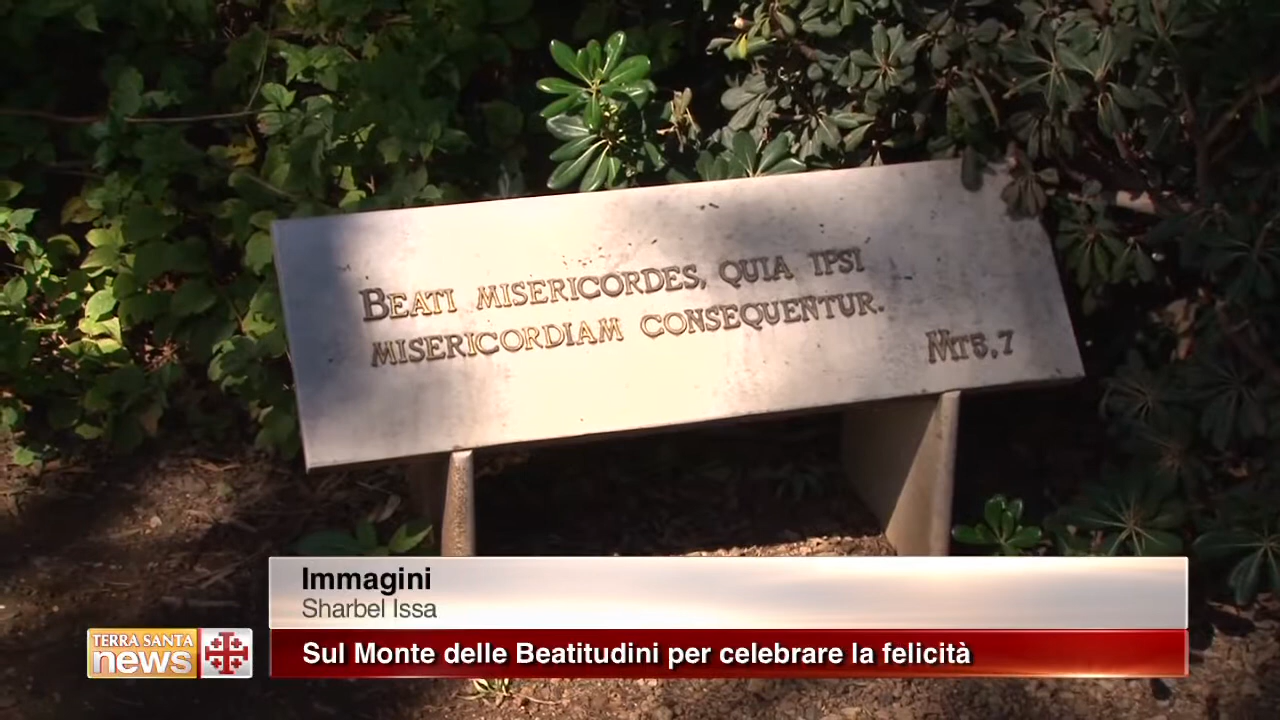 BEATI MISERICORDES, QUIA IPSI
MISERICORDIAM CONSEQUENTUR.
MT5,7
Immagini
Sharbel Issa
TERRA SANTA
news
Sul Monte delle Beatitudini per celebrare la felicità